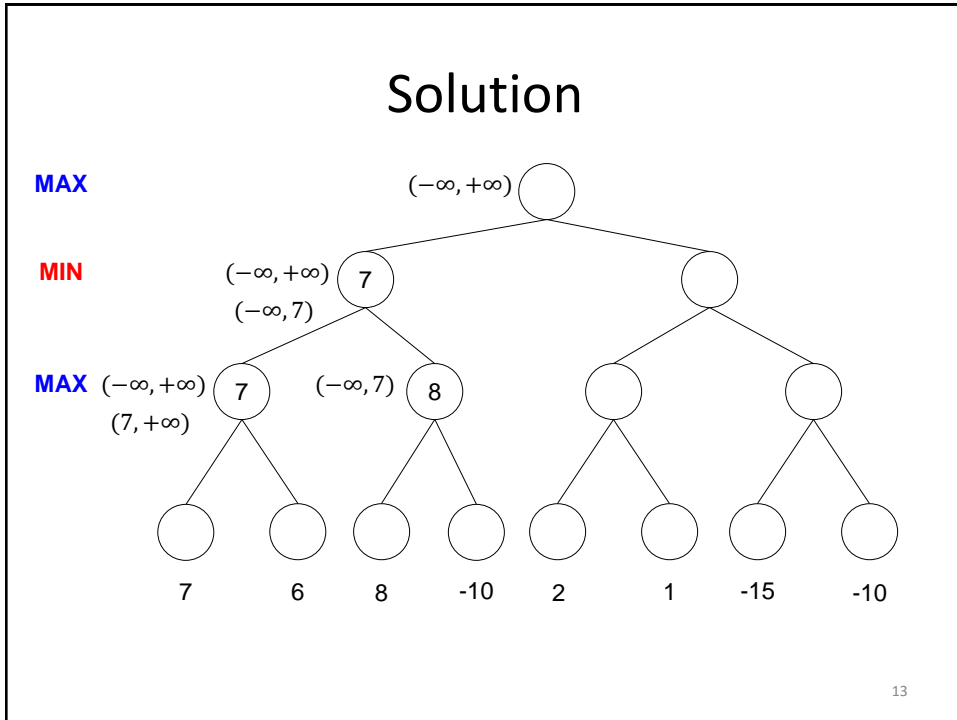 Solution
MAX (−∞, +∞)
MIN (−∞, +∞) 7
(−∞, 7)
MAX (−∞, +∞) 7 (−∞, 7) 8
(7, +∞)
7 6 8 -10 2 1 -15 -10
13